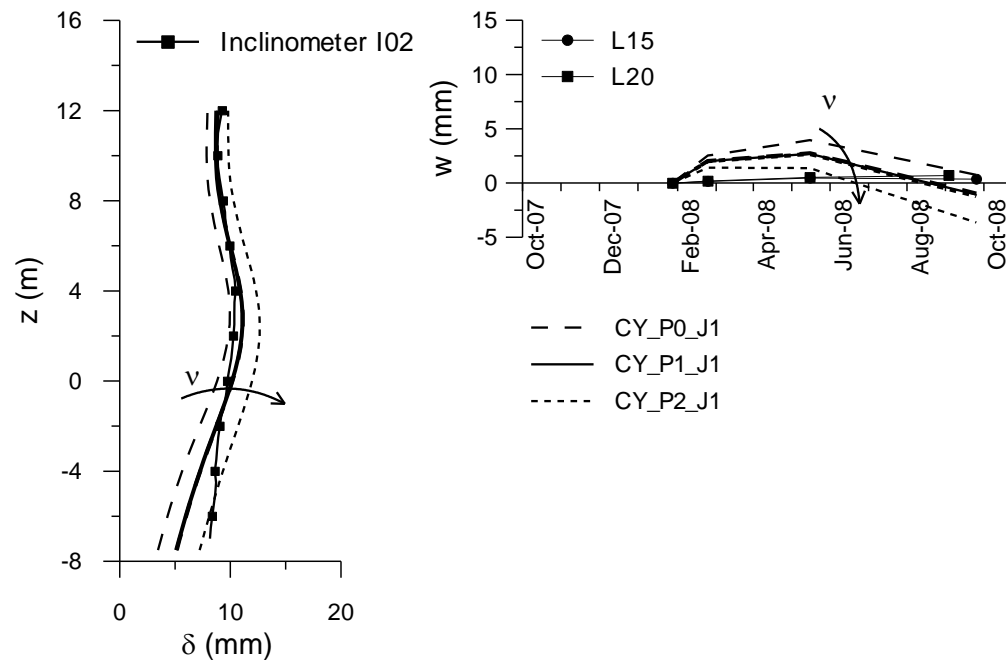 16
12
8
4
0
-4
-8
z (m)
Inclinometer I02
ν
0
10
20
δ (mm)
15
10
5
0
-5
w (mm)
L15
L20
ν
Oct-07
Dec-07
Feb-08
Apr-08
Jun-08
Aug-08
Oct-08
CY_P0_J1
CY_P1_J1
CY_P2_J1